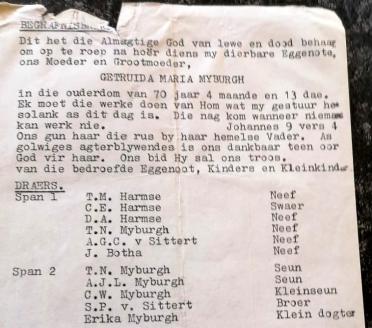 BEGRAFNISB
Dit het die Almagtige God van lewe en dood behaag
om op te roep na hoër diens my dierbare Eggenote,
ons Moeder en Grootmoeder,
GETRUIDA MARIA MYBURGH
in die ouderdom van 70 jaar 4 maande en 13 dae.
Ek moet die werke doen van Hom wat my gestuur he
solank as dit dag is. Die nag kom wanneer niema
kan werk nie. Johannes 9 vers 4
Ons gun haar die rus by haar hemelse Vader. As
golwiges agterblywendes is ons dankbaar teen oor
God vir haar. Ons bid Hy sal ons troos.
van die bedroefde Eggenoot, Kinders en Kleinkinder
DRAERS.
Span 1 T.M. Harmse Neef
C.E. Harmse Swaer
D.A. Harmse Neef
T.N. Myburgh Neef
A.G.C. v Sittert Neef
J. Botha Neef
Span 2 T.N. Myburgh Seun
A.J.L. Myburgh Seun
C.W. Myburgh Kleinseun
S.P. v. Sittert Broer
Erika Myburgh Klein dogter